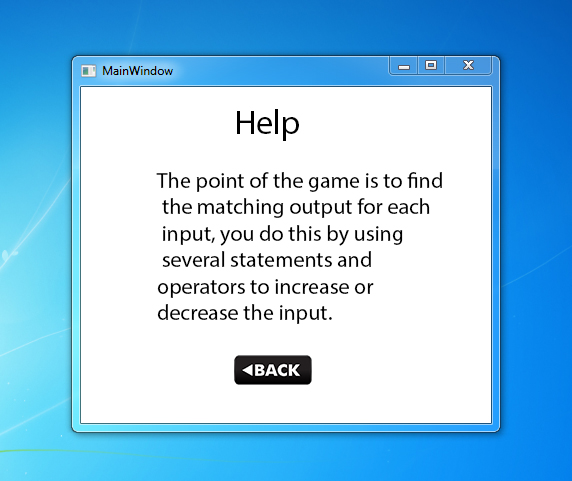 MainWindow
Help
The point of the game is to find
the matching output for each
input, you do this by using
several statements and
operators to increase or
decrease the input.
BACK